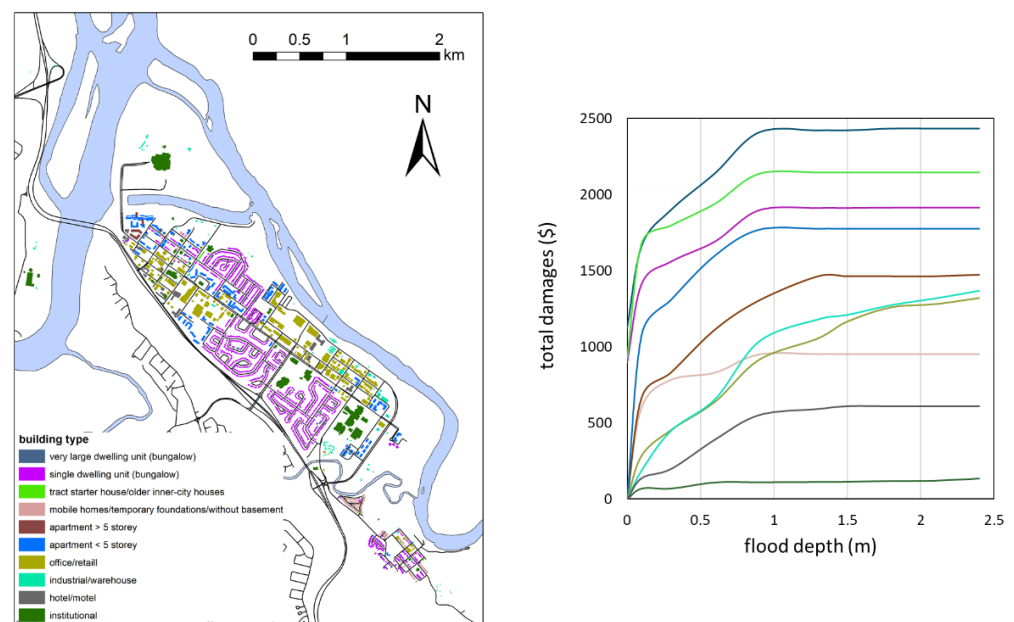 0 0.5 1 2
km
N
building type
very large dwelling unit (bungalow)
single dwelling unit (bungalow)
tract starter house/older inner-city houses
mobile homes/temporary foundations/without basement
apartment > 5 storey
apartment < 5 storey
office/retaill
industrial/warehouse
hotel/motel
institutional
total damages ($)
2500
2000
1500
1000
500
0
0 0.5 1 1.5 2 2.5
flood depth (m)